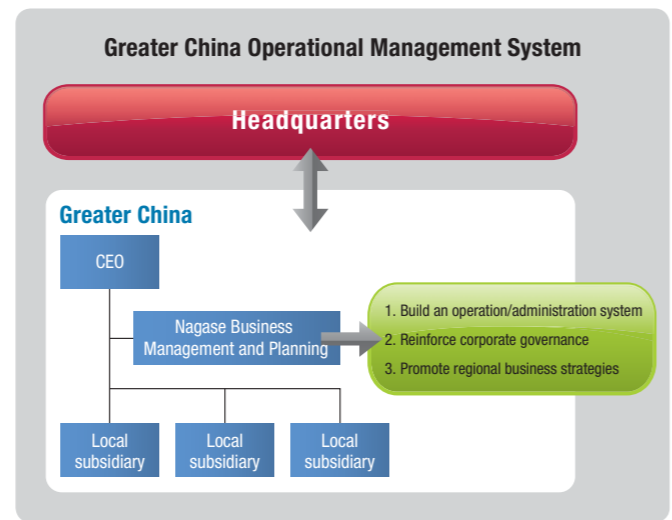 Greater China Operational Management System
Headquarters
Greater China
CEO
Nagase Business
Management and Planning
1. Build an operation/administration system
2. Reinforce corporate governance
3. Promote regional business strategies
Local
subsidiary
Local
subsidiary
Local
subsidiary